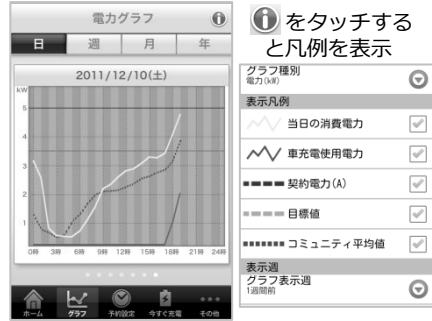 電力グラフ
日 週 月 年
2011/12/10(土)
kW
5
4
3
2
1
0時 3時 6時 9時 12時 15時 18時 21時 24時
ホーム グラフ 予約設定 今すぐ充電 その他
i をタッチする
と凡例を表示
グラフ種別
電力(kW)
表示凡例
当日の消費電力
車充電使用電力
契約電力(A)
目標値
コミュニティ平均値
表示週
グラフ表示週
1週間前